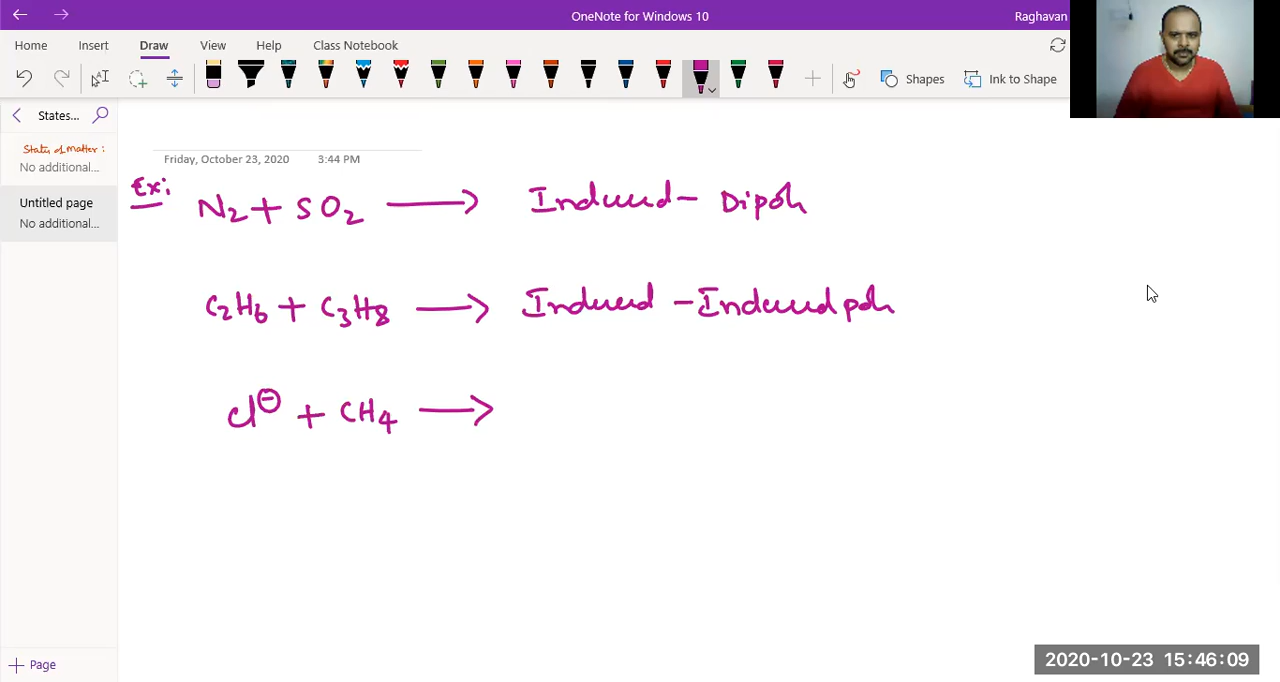 OneNote for Windows 10
Raghavan
Home Insert Draw View Help Class Notebook
Shapes Ink to Shape
States...
State of matter :
No additional...
Untitled page
No additional...
Friday, October 23, 2020 3:44 PM
Ex:
N2 + SO2 ⟶ Induced - Dipole
C2H6 + C3H8 ⟶ Induced - Induced pole
Cl⊖ + CH4 ⟶
+ Page
2020-10-23 15:46:09